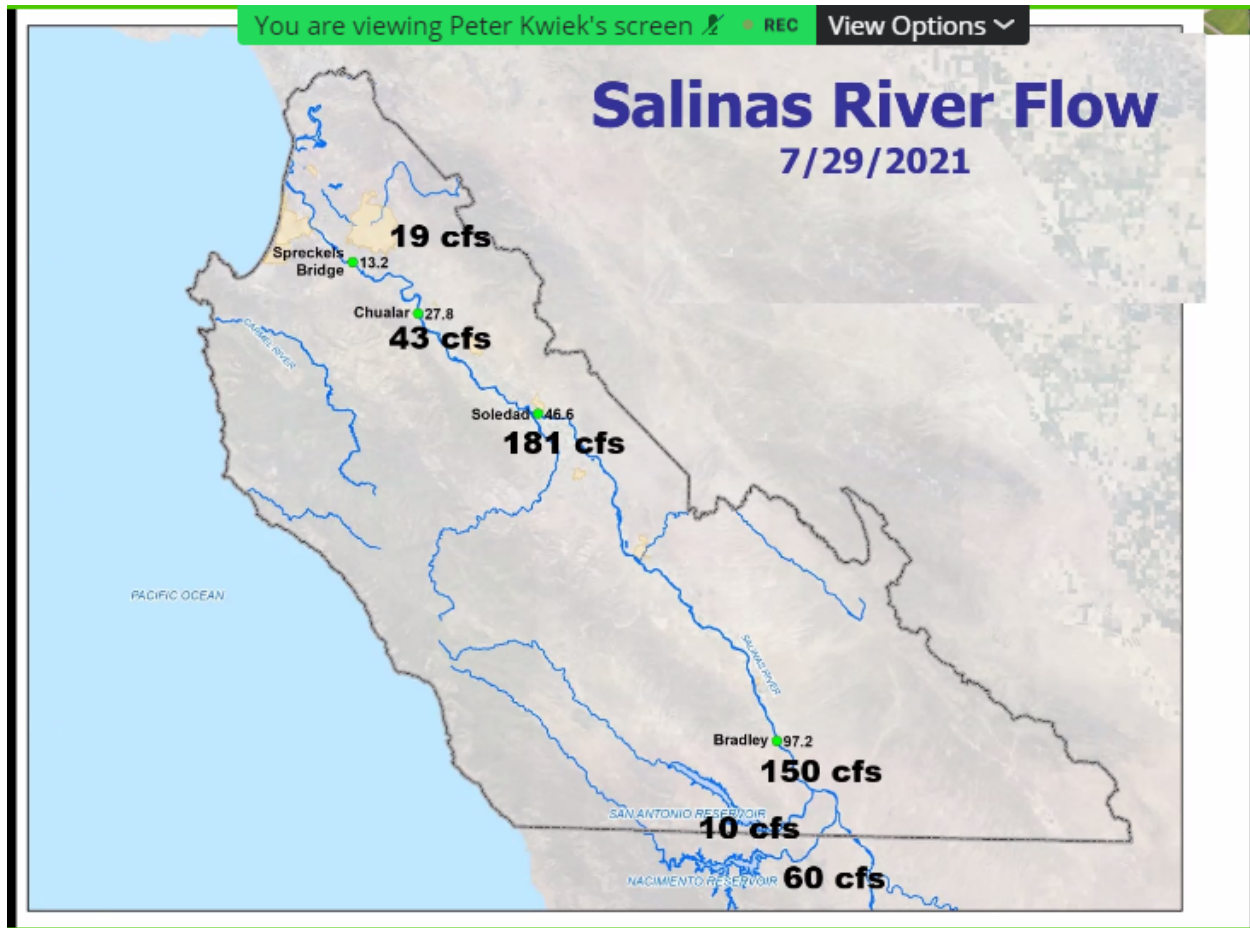 You are viewing Peter Kwiek's screen REC View Options
Salinas River Flow
7/29/2021
19 cfs
Spreckels
Bridge 13.2
Chualar 27.8
43 cfs
CARMEL RIVER
Soledad 46.6
181 cfs
PACIFIC OCEAN
SALINAS RIVER
Bradley 97.2
150 cfs
SAN ANTONIO RESERVOIR
10 cfs
NACIMIENTO RESERVOIR 60 cfs